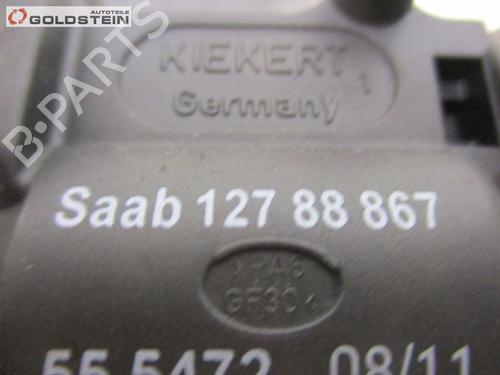 Autoteile
GOLDSTEIN
B-PARTS
KIEKERT
Germany 1
Saab 127 88 867
>PA6
GF30<
55.5472 08/11